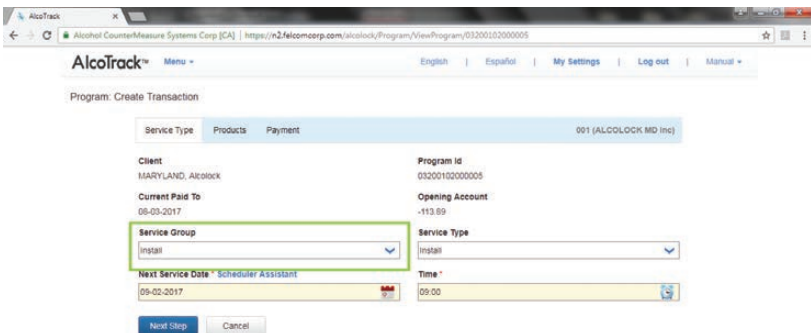 AlcoTrack
Alcohol CounterMeasure Systems Corp [CA] | https://n2.felcomcorp.com/alcolock/Program/ViewProgram/03200102000005
AlcoTrack™ Menu English | Español | My Settings | Log out | Manual
Program: Create Transaction
Service Type Products Payment 001 (ALCOLOCK MD Inc)
Client Program Id
MARYLAND, Alcolock 03200102000005
Current Paid To Opening Account
08-03-2017 -113.89
Service Group Service Type
Install Install
Next Service Date * Scheduler Assistant Time *
09-02-2017 09:00
Next Step Cancel